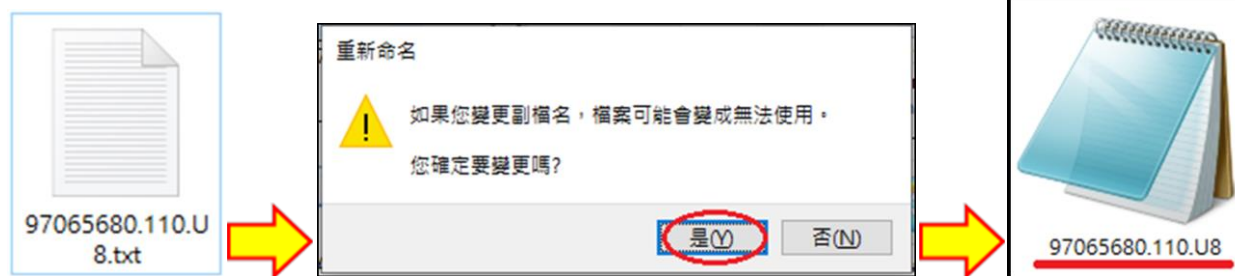 97065680.110.U
8.txt
重新命名
如果您變更副檔名，檔案可能會變成無法使用。
您確定要變更嗎?
是(Y)
否(N)
97065680.110.U8